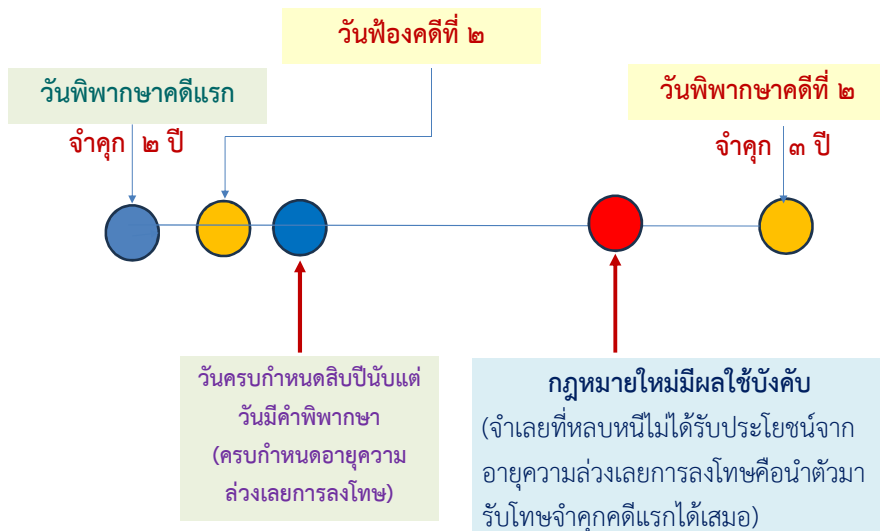 วันฟ้องคดีที่ ๒
วันพิพากษาคดีแรก
วันพิพากษาคดีที่ ๒
จำคุก ๒ ปี
จำคุก ๓ ปี
วันครบกำหนดสิบปีนับแต่
วันมีคำพิพากษา
(ครบกำหนดอายุความ
ล่วงเลยการลงโทษ)
กฎหมายใหม่มีผลใช้บังคับ
(จำเลยที่หลบหนีไม่ได้รับประโยชน์จาก
อายุความล่วงเลยการลงโทษคือนำตัวมา
รับโทษจำคุกคดีแรกได้เสมอ)